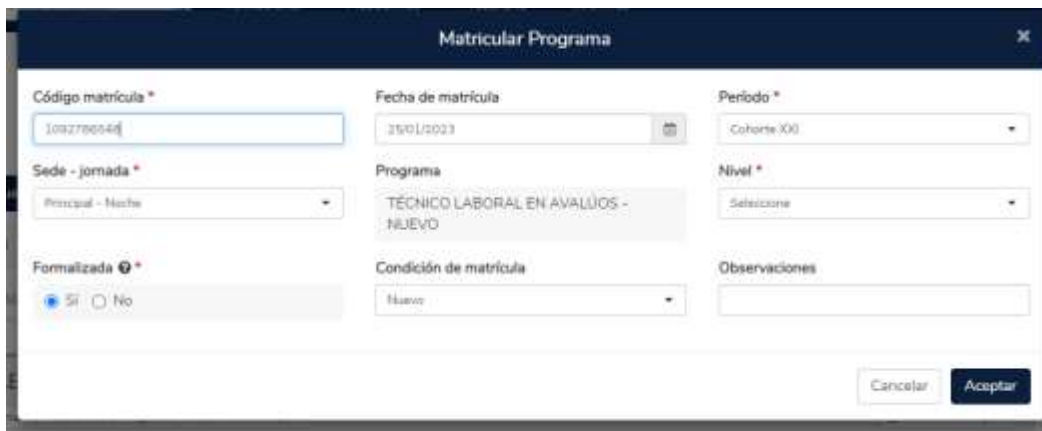 Matricular Programa ×
Código matrícula * Fecha de matrícula Período *
1092786548 25/01/2023 Cohorte XXI
Sede - jornada * Programa Nivel *
Principal - Noche TÉCNICO LABORAL EN AVALÚOS - Seleccione
NUEVO
Formalizada ? * Condición de matrícula Observaciones
Sí No Nuevo
Cancelar Aceptar